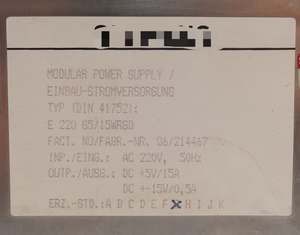 MODULAR POWER SUPPLY /
EINBAU-STROMVERSORGUNG
TYP (DIN 41752):
E 220 G5/15WRGD
FACT. NO/FABR.-NR. 06/214467
INP./EING.: AC 220V, 50Hz
OUTP./AUSG.: DC +5V/15A
DC +-15V/0,5A
ERZ.-STD.: A B C D E F X H I J K